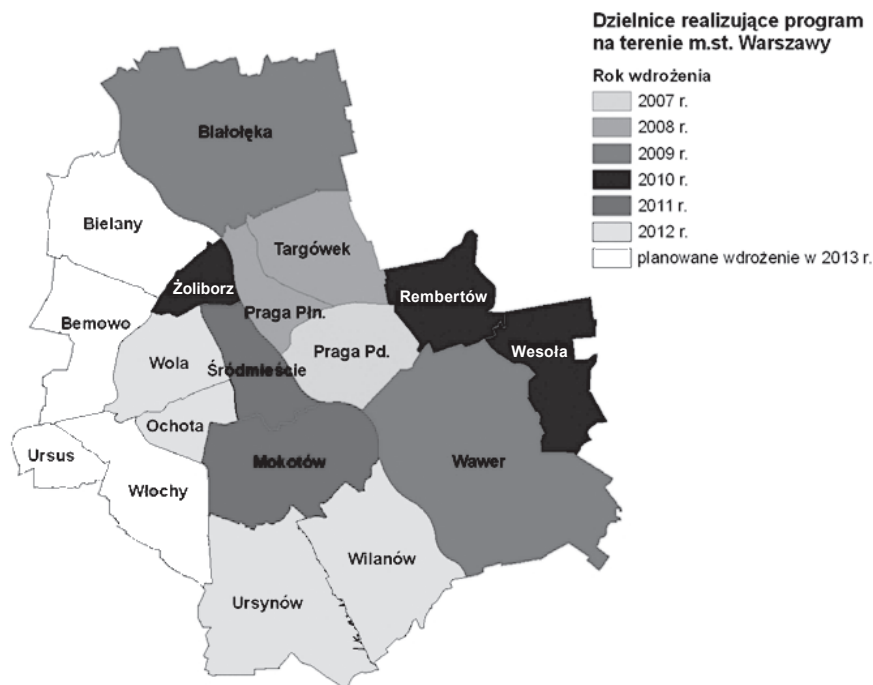 Dzielnice realizujące program
na terenie m.st. Warszawy
Rok wdrożenia
2007 r.
2008 r.
2009 r.
2010 r.
2011 r.
2012 r.
planowane wdrożenie w 2013 r.
Białołęka
Bielany
Targówek
Żoliborz
Rembertów
Praga Płn.
Bemowo
Praga Pd.
Wesoła
Wola
Śródmieście
Ochota
Ursus
Mokotów
Wawer
Włochy
Wilanów
Ursynów